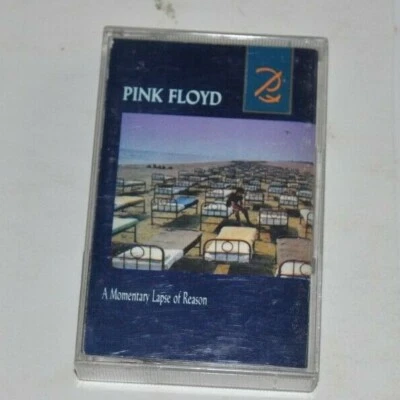 PINK FLOYD
A Momentary Lapse of Reason